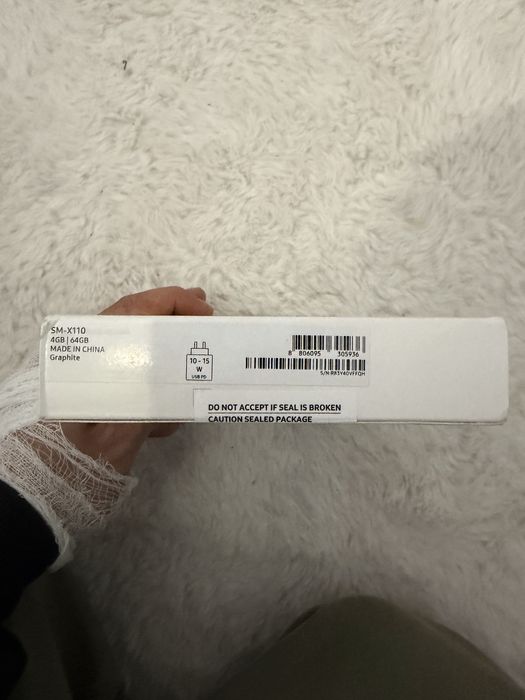 SM-X110
4GB | 64GB
MADE IN CHINA
Graphite
10 - 15
W
USB PD
8 806095 305936
S/N R83Y40VFFQH
DO NOT ACCEPT IF SEAL IS BROKEN
CAUTION SEALED PACKAGE